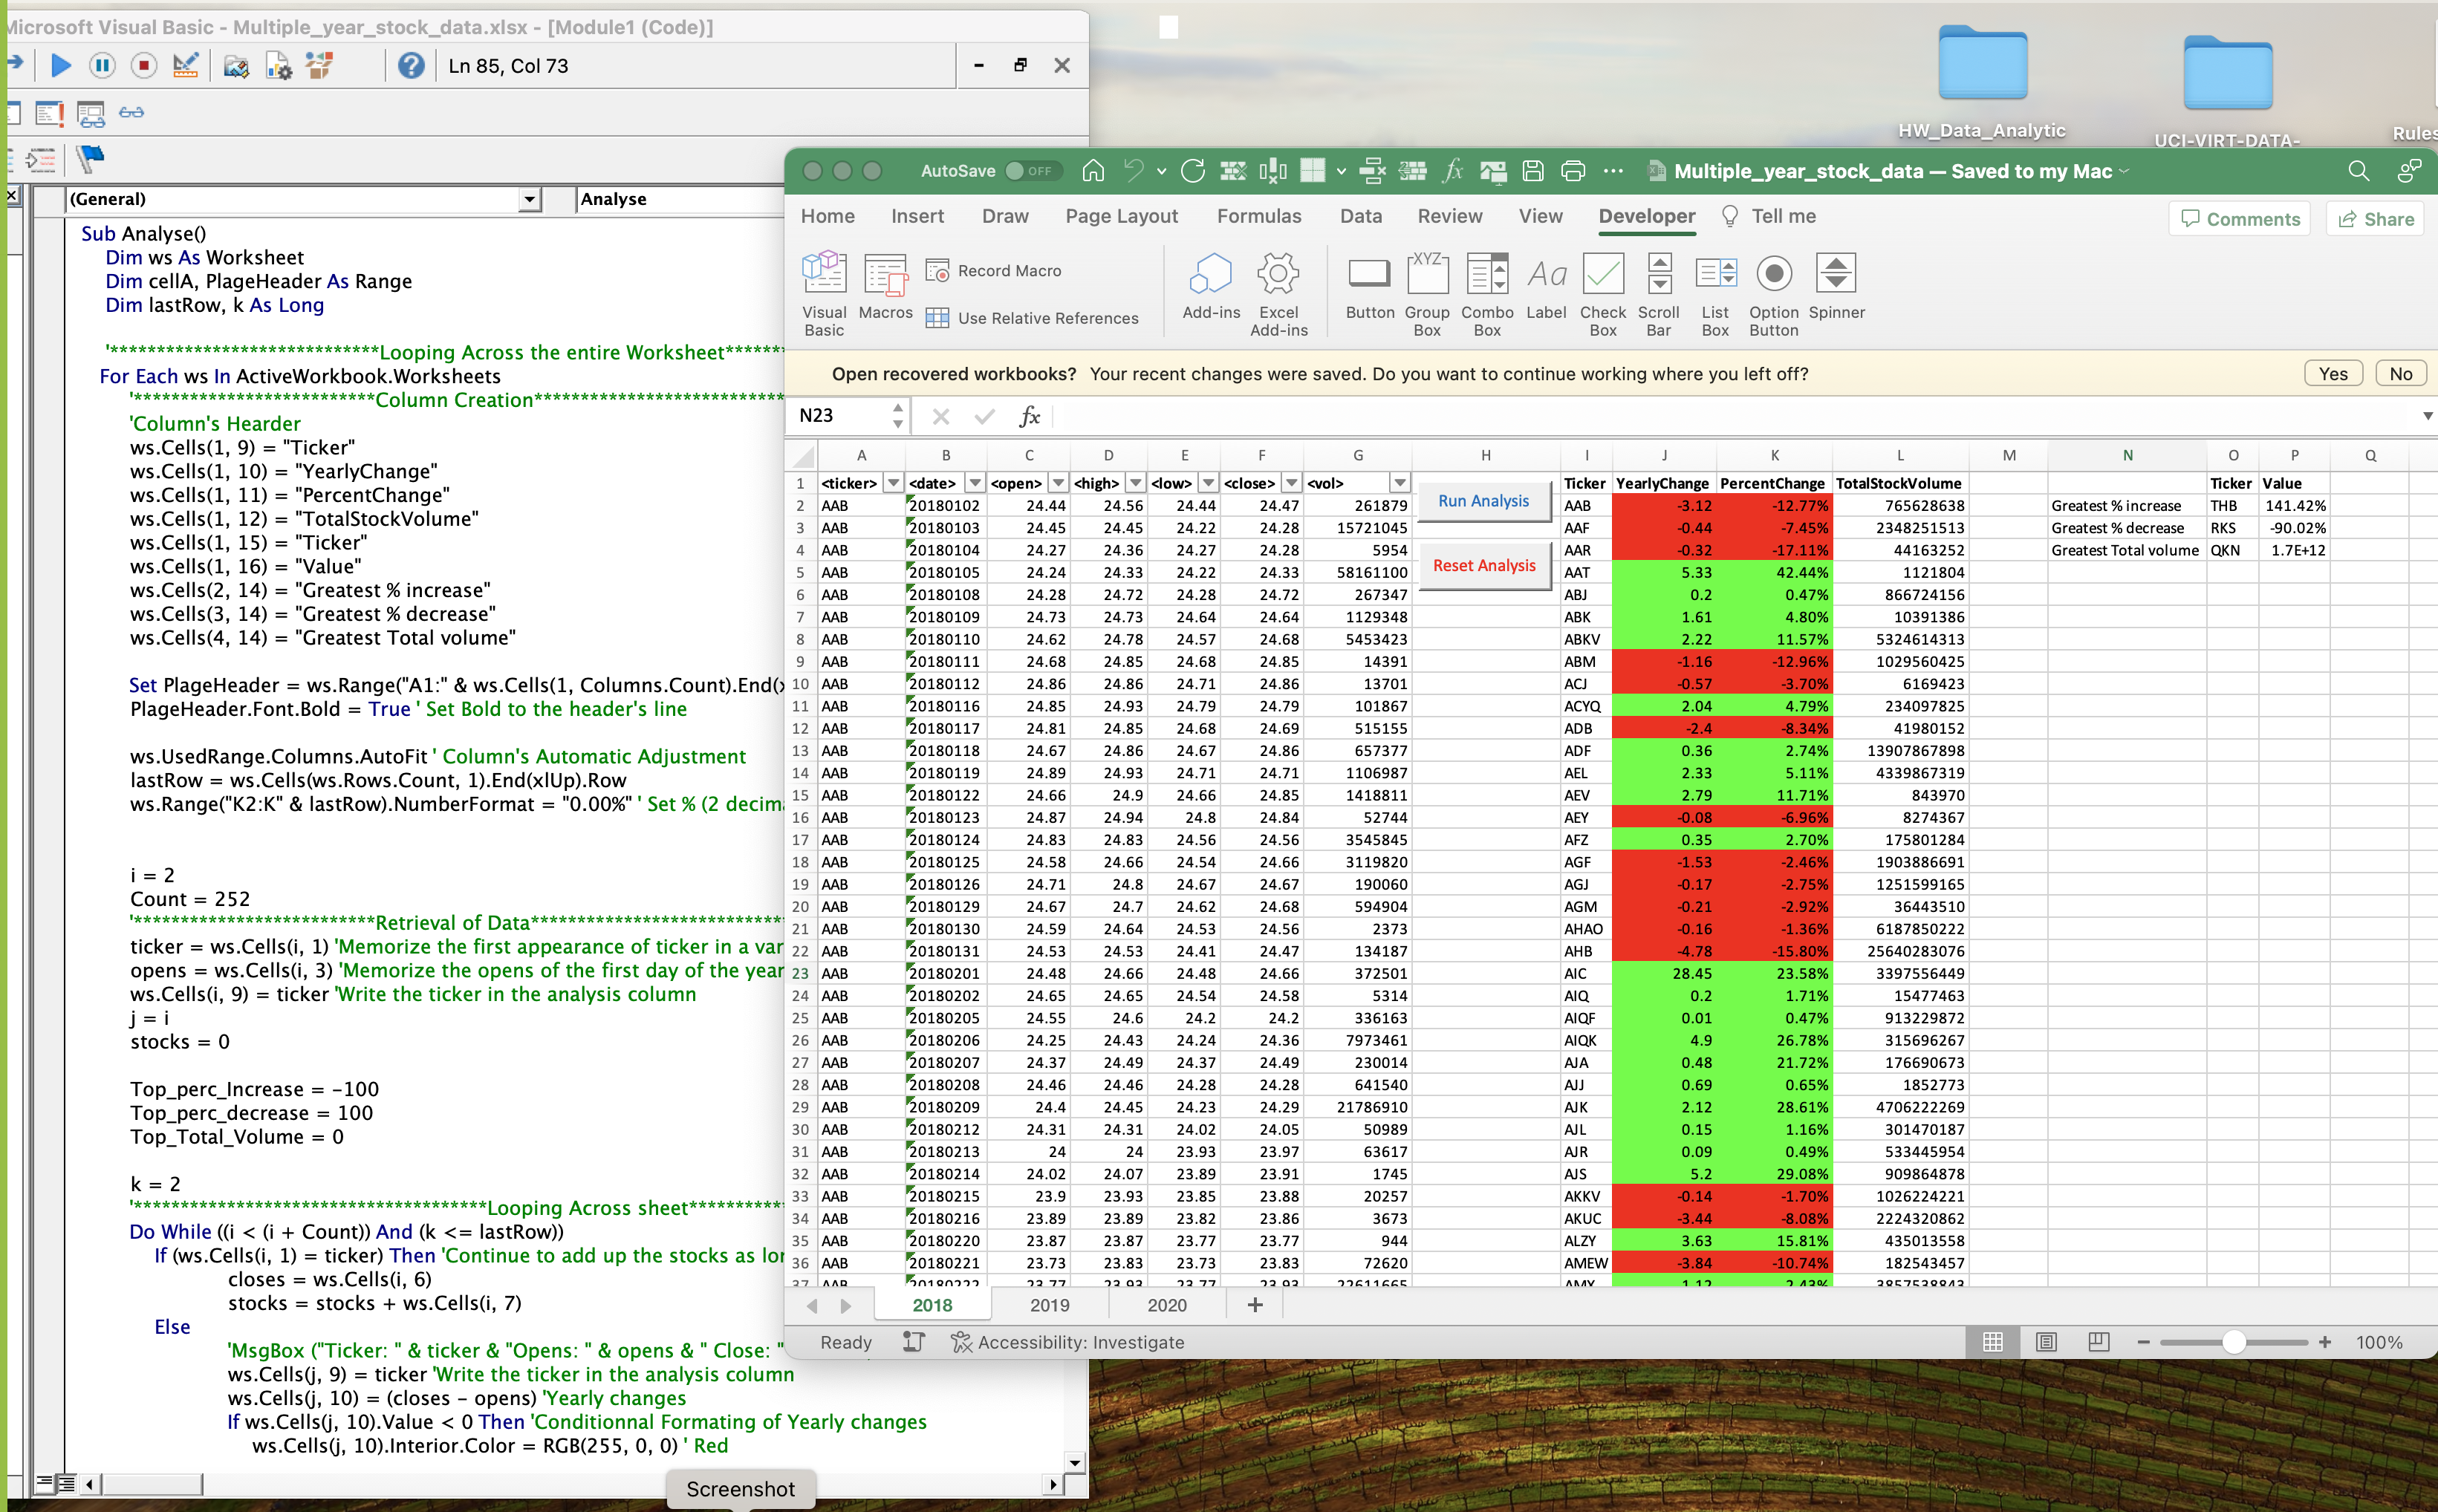 Microsoft Visual Basic - Multiple_year_stock_data.xlsx - [Module1 (Code)]
Ln 85, Col 73
(General)
Analyse
Sub Analyse()
Dim ws As Worksheet
Dim cellA, PlageHeader As Range
Dim lastRow, k As Long
'*****************************Looping Across the entire Worksheet*******
For Each ws In ActiveWorkbook.Worksheets
'**************************Column Creation***************************
'Column's Hearder
ws.Cells(1, 9) = "Ticker"
ws.Cells(1, 10) = "YearlyChange"
ws.Cells(1, 11) = "PercentChange"
ws.Cells(1, 12) = "TotalStockVolume"
ws.Cells(1, 15) = "Ticker"
ws.Cells(1, 16) = "Value"
ws.Cells(2, 14) = "Greatest % increase"
ws.Cells(3, 14) = "Greatest % decrease"
ws.Cells(4, 14) = "Greatest Total volume"
Set PlageHeader = ws.Range("A1:" & ws.Cells(1, Columns.Count).End(
PlageHeader.Font.Bold = True ' Set Bold to the header's line
ws.UsedRange.Columns.AutoFit ' Column's Automatic Adjustment
lastRow = ws.Cells(ws.Rows.Count, 1).End(xlUp).Row
ws.Range("K2:K" & lastRow).NumberFormat = "0.00%" ' Set % (2 decim
i = 2
Count = 252
'**************************Retrieval of Data***************************
ticker = ws.Cells(i, 1) 'Memorize the first appearance of ticker in a var
opens = ws.Cells(i, 3) 'Memorize the opens of the first day of the year
ws.Cells(i, 9) = ticker 'Write the ticker in the analysis column
j = i
stocks = 0
Top_perc_Increase = -100
Top_perc_decrease = 100
Top_Total_Volume = 0
k = 2
'**************************************Looping Across sheet**********
Do While ((i < (i + Count)) And (k <= lastRow))
If (ws.Cells(i, 1) = ticker) Then 'Continue to add up the stocks as lon
closes = ws.Cells(i, 6)
stocks = stocks + ws.Cells(i, 7)
Else
'MsgBox ("Ticker: " & ticker & "Opens: " & opens & " Close: "
ws.Cells(j, 9) = ticker 'Write the ticker in the analysis column
ws.Cells(j, 10) = (closes - opens) 'Yearly changes
If ws.Cells(j, 10).Value < 0 Then 'Conditionnal Formating of Yearly changes
ws.Cells(j, 10).Interior.Color = RGB(255, 0, 0) ' Red
Screenshot
HW_Data_Analytic
UCI-VIRT-DATA-
Rules
AutoSave OFF
Multiple_year_stock_data — Saved to my Mac
Home Insert Draw Page Layout Formulas Data Review View Developer Tell me Comments Share
Visual Basic Macros Record Macro Use Relative References Add-ins Excel Add-ins Button Group Box Combo Box Label Check Box Scroll Bar List Box Option Button Spinner
Open recovered workbooks? Your recent changes were saved. Do you want to continue working where you left off? Yes No
N23 fx
A B C D E F G H I J K L M N O P Q
1 <ticker> <date> <open> <high> <low> <close> <vol> Ticker YearlyChange PercentChange TotalStockVolume Ticker Value
Run Analysis
Reset Analysis
2 AAB 20180102 24.44 24.56 24.44 24.47 261879 AAB -3.12 -12.77% 765628638 Greatest % increase THB 141.42%
3 AAB 20180103 24.45 24.45 24.22 24.28 15721045 AAF -0.44 -7.45% 2348251513 Greatest % decrease RKS -90.02%
4 AAB 20180104 24.27 24.36 24.27 24.28 5954 AAR -0.32 -17.11% 44163252 Greatest Total volume QKN 1.7E+12
5 AAB 20180105 24.24 24.33 24.22 24.33 58161100 AAT 5.33 42.44% 1121804
6 AAB 20180108 24.28 24.72 24.28 24.72 267347 ABJ 0.2 0.47% 866724156
7 AAB 20180109 24.73 24.73 24.64 24.64 1129348 ABK 1.61 4.80% 10391386
8 AAB 20180110 24.62 24.78 24.57 24.68 5453423 ABKV 2.22 11.57% 5324614313
9 AAB 20180111 24.68 24.85 24.68 24.85 14391 ABM -1.16 -12.96% 1029560425
10 AAB 20180112 24.86 24.86 24.71 24.86 13701 ACJ -0.57 -3.70% 6169423
11 AAB 20180116 24.85 24.93 24.79 24.79 101867 ACYQ 2.04 4.79% 234097825
12 AAB 20180117 24.81 24.85 24.68 24.69 515155 ADB -2.4 -8.34% 41980152
13 AAB 20180118 24.67 24.86 24.67 24.86 657377 ADF 0.36 2.74% 13907867898
14 AAB 20180119 24.89 24.93 24.71 24.71 1106987 AEL 2.33 5.11% 4339867319
15 AAB 20180122 24.66 24.9 24.66 24.85 1418811 AEV 2.79 11.71% 843970
16 AAB 20180123 24.87 24.94 24.8 24.84 52744 AEY -0.08 -6.96% 8274367
17 AAB 20180124 24.83 24.83 24.56 24.56 3545845 AFZ 0.35 2.70% 175801284
18 AAB 20180125 24.58 24.66 24.54 24.66 3119820 AGF -1.53 -2.46% 1903886691
19 AAB 20180126 24.71 24.8 24.67 24.67 190060 AGJ -0.17 -2.75% 1251599165
20 AAB 20180129 24.67 24.7 24.62 24.68 594904 AGM -0.21 -2.92% 36443510
21 AAB 20180130 24.59 24.64 24.53 24.56 2373 AHAO -0.16 -1.36% 6187850222
22 AAB 20180131 24.53 24.53 24.41 24.47 134187 AHB -4.78 -15.80% 25640283076
23 AAB 20180201 24.48 24.66 24.48 24.66 372501 AIC 28.45 23.58% 3397556449
24 AAB 20180202 24.65 24.65 24.54 24.58 5314 AIQ 0.2 1.71% 15477463
25 AAB 20180205 24.55 24.6 24.2 24.2 336163 AIQF 0.01 0.47% 913229872
26 AAB 20180206 24.25 24.43 24.24 24.36 7973461 AIQK 4.9 26.78% 315696267
27 AAB 20180207 24.37 24.49 24.37 24.49 230014 AJA 0.48 21.72% 176690673
28 AAB 20180208 24.46 24.46 24.28 24.28 641540 AJJ 0.69 0.65% 1852773
29 AAB 20180209 24.4 24.45 24.23 24.29 21786910 AJK 2.12 28.61% 4706222269
30 AAB 20180212 24.31 24.31 24.02 24.05 50989 AJL 0.15 1.16% 301470187
31 AAB 20180213 24 24 23.93 23.97 63617 AJR 0.09 0.49% 533445954
32 AAB 20180214 24.02 24.07 23.89 23.91 1745 AJS 5.2 29.08% 909864878
33 AAB 20180215 23.9 23.93 23.85 23.88 20257 AKKV -0.14 -1.70% 1026224221
34 AAB 20180216 23.89 23.89 23.82 23.86 3673 AKUC -3.44 -8.08% 2224320862
35 AAB 20180220 23.87 23.87 23.77 23.77 944 ALZY 3.63 15.81% 435013558
36 AAB 20180221 23.73 23.83 23.73 23.83 72620 AMEW -3.84 -10.74% 182543457
2018 2019 2020
Ready Accessibility: Investigate 100%